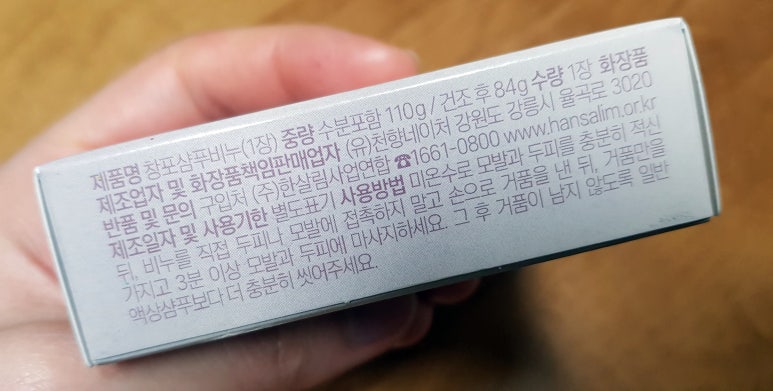 제품명 창포샴푸비누(1장) 중량 수분포함 110g / 건조 후 84g 수량 1장 화장품
제조업자 및 화장품책임판매업자 (유)천향네이처 강원도 강릉시 율곡로 3020
반품 및 문의 구입처 (주)한살림사업연합 ☎1661-0800 www.hansalim.or.kr
제조일자 및 사용기한 별도표기 사용방법 미온수로 모발과 두피를 충분히 적신
뒤, 비누를 직접 두피나 모발에 접촉하지 말고 손으로 거품을 낸 뒤, 거품만을
가지고 3분 이상 모발과 두피에 마사지하세요. 그 후 거품이 남지 않도록 일반
액상샴푸보다 더 충분히 씻어주세요.